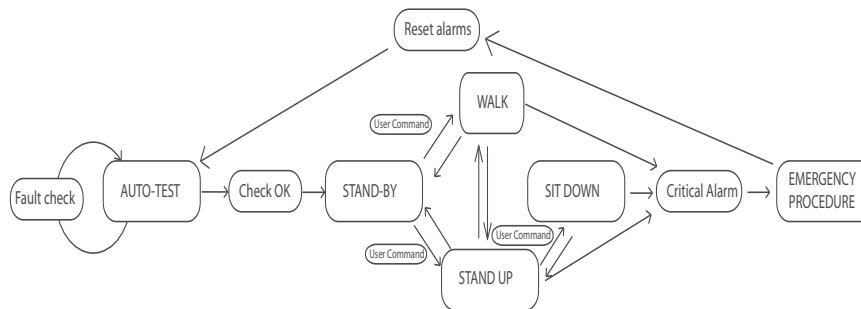 Reset alarms
WALK
User Command
Fault check
AUTO-TEST
Check OK
STAND-BY
SIT DOWN
Critical Alarm
EMERGENCY
PROCEDURE
User Command
User Command
STAND UP